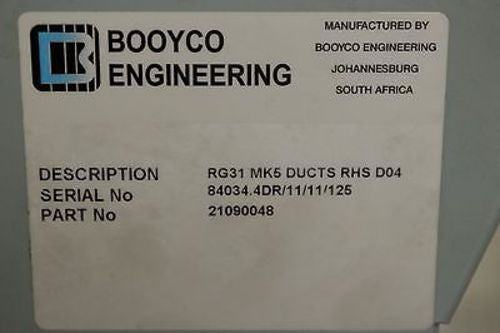 BOOYCO
ENGINEERING
MANUFACTURED BY
BOOYCO ENGINEERING
JOHANNESBURG
SOUTH AFRICA
DESCRIPTION RG31 MK5 DUCTS RHS D04
SERIAL No 84034.4DR/11/11/125
PART No 21090048